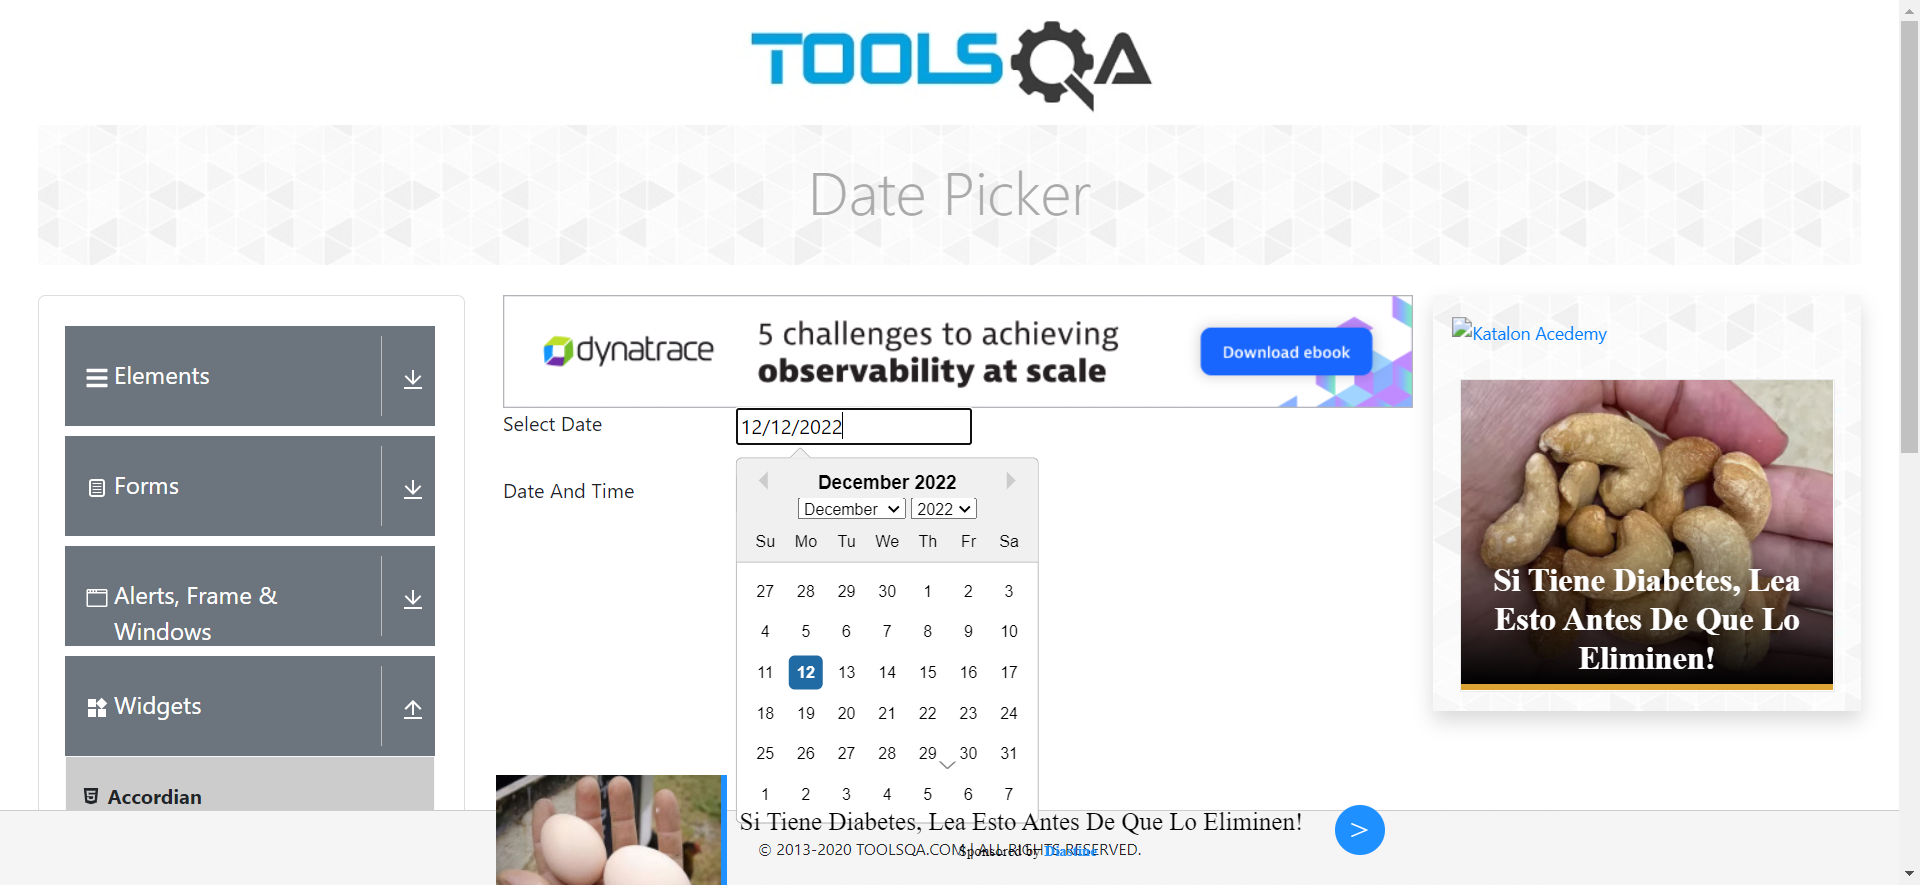 TOOLSQA
Date Picker
Elements
Forms
Alerts, Frame &
Windows
Widgets
Accordian
dynatrace
5 challenges to achieving
observability at scale
Download ebook
Select Date
12/12/2022
Date And Time
December 2022
December 2022
Su Mo Tu We Th Fr Sa
27 28 29 30 1 2 3
4 5 6 7 8 9 10
11 12 13 14 15 16 17
18 19 20 21 22 23 24
25 26 27 28 29 30 31
1 2 3 4 5 6 7
Katalon Acedemy
Si Tiene Diabetes, Lea
Esto Antes De Que Lo
Eliminen!
Si Tiene Diabetes, Lea Esto Antes De Que Lo Eliminen!
>
© 2013-2020 TOOLSQA.COM | ALL RIGHTS RESERVED.
Sponsored by